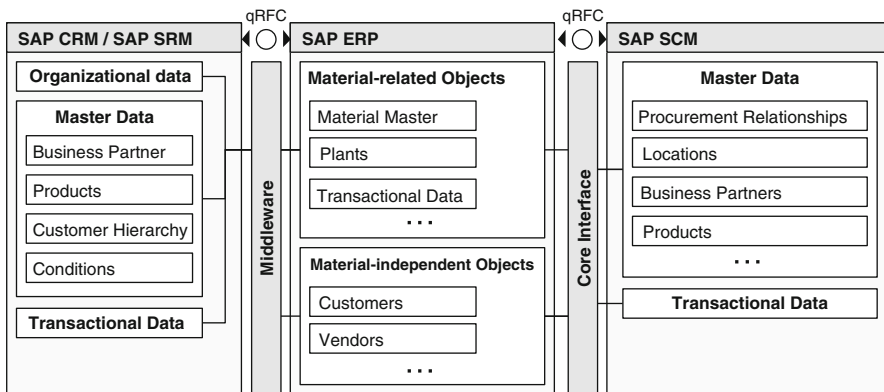 qRFC
qRFC
SAP CRM / SAP SRM
SAP ERP
SAP SCM
Organizational data
Master Data
Business Partner
Products
Customer Hierarchy
Conditions
Transactional Data
Middleware
Material-related Objects
Material Master
Plants
Transactional Data
...
Material-independent Objects
Customers
Vendors
...
Core Interface
Master Data
Procurement Relationships
Locations
Business Partners
Products
...
Transactional Data